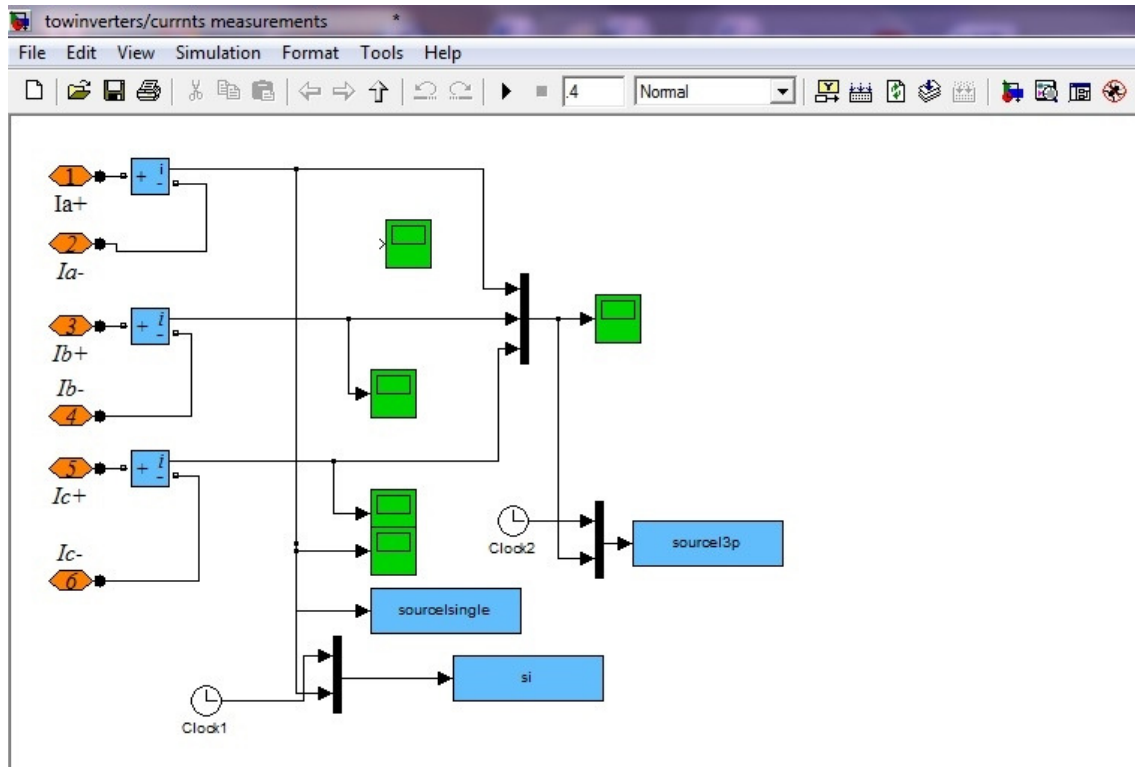 towinverters/currnts measurements *
File Edit View Simulation Format Tools Help
.4 Normal
1 + i -
Ia+
2
Ia-
3 + i -
Ib+
Ib-
4
5 + i -
Ic+
Ic-
6
Clock2
sourceI3p
sourceIsingle
si
Clock1